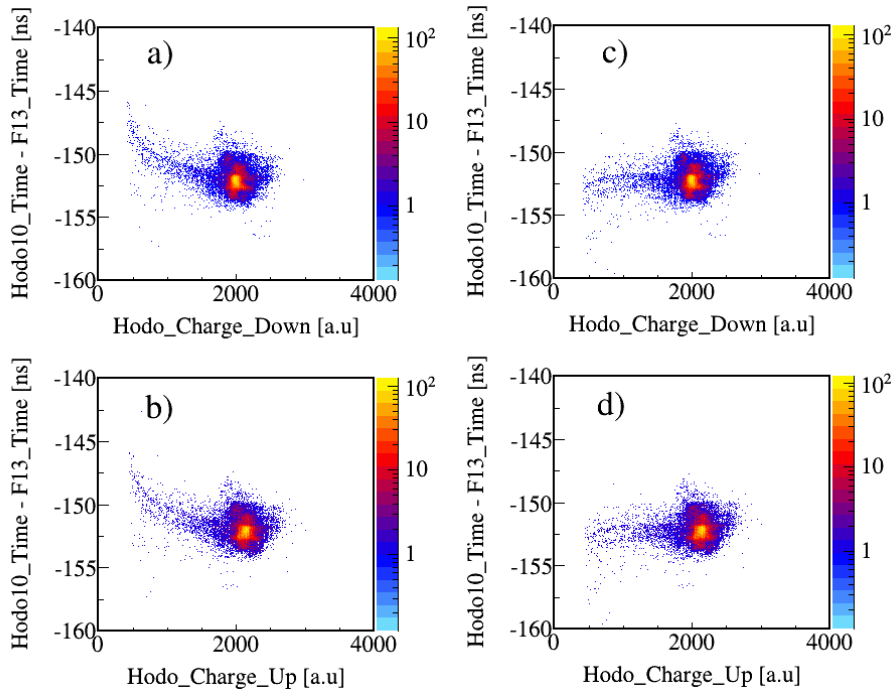 a)
Hodo10_Time - F13_Time [ns]
-140
-145
-150
-155
-160
0 2000 4000
10²
10
1
Hodo_Charge_Down [a.u]
c)
Hodo10_Time - F13_Time [ns]
-140
-145
-150
-155
-160
0 2000 4000
10²
10
1
Hodo_Charge_Down [a.u]
b)
Hodo10_Time - F13_Time [ns]
-140
-145
-150
-155
-160
0 2000 4000
10²
10
1
Hodo_Charge_Up [a.u]
d)
Hodo10_Time - F13_Time [ns]
-140
-145
-150
-155
-160
0 2000 4000
10²
10
1
Hodo_Charge_Up [a.u]